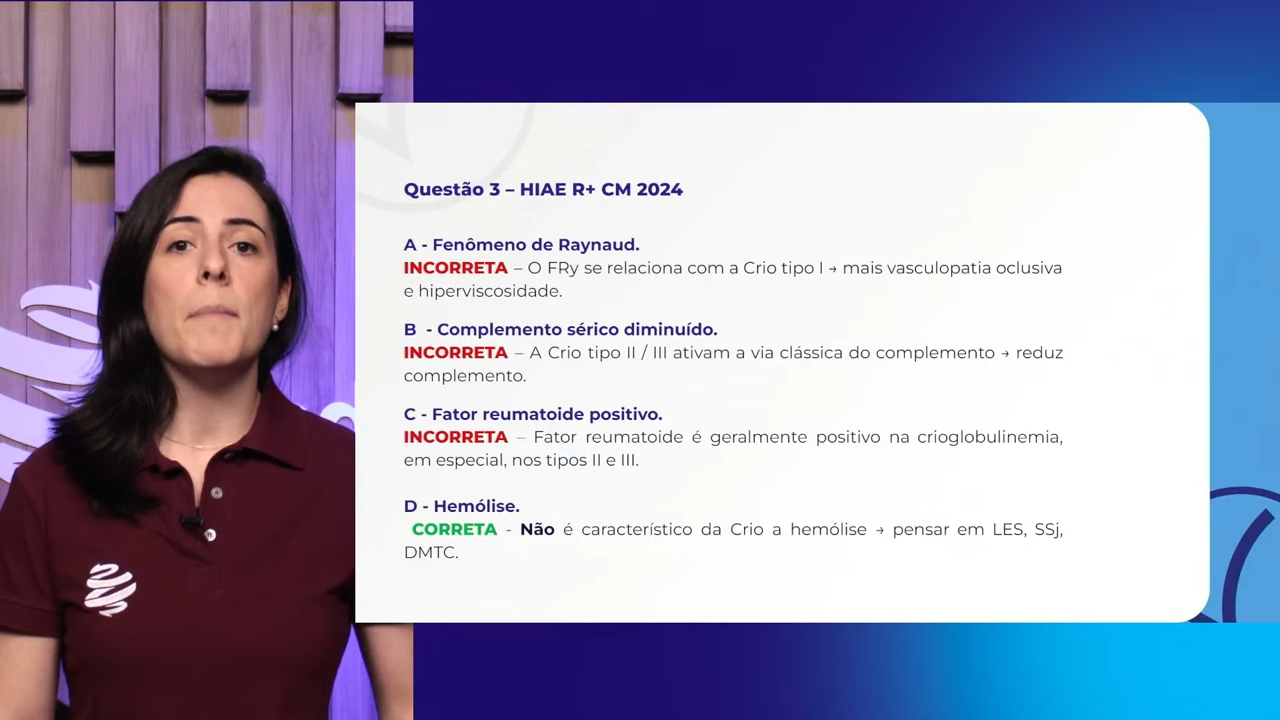 Questão 3 – HIAE R+ CM 2024
A - Fenômeno de Raynaud.
INCORRETA – O FRy se relaciona com a Crio tipo I → mais vasculopatia oclusiva
e hiperviscosidade.
B - Complemento sérico diminuído.
INCORRETA – A Crio tipo II / III ativam a via clássica do complemento → reduz
complemento.
C - Fator reumatoide positivo.
INCORRETA – Fator reumatoide é geralmente positivo na crioglobulinemia,
em especial, nos tipos II e III.
D - Hemólise.
CORRETA - Não é característico da Crio a hemólise → pensar em LES, SSj,
DMTC.